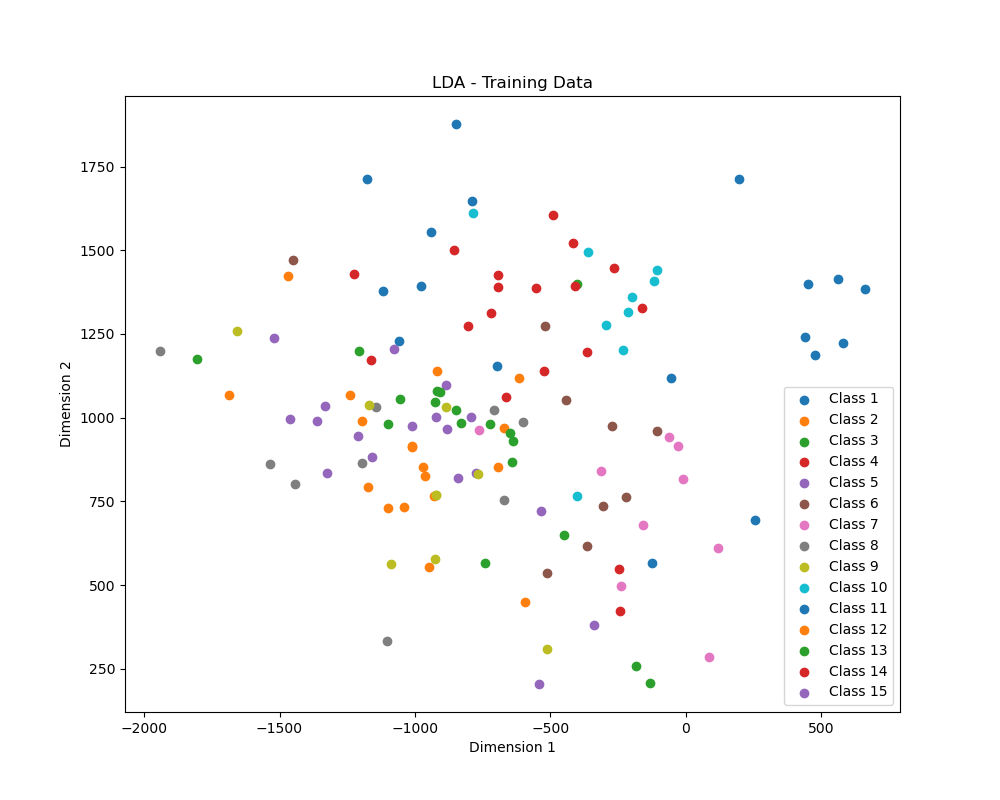 LDA - Training Data
1750
1500
1250
1000
750
500
250
Dimension 2
−2000
−1500
−1000
−500
0
500
Dimension 1
Class 1
Class 2
Class 3
Class 4
Class 5
Class 6
Class 7
Class 8
Class 9
Class 10
Class 11
Class 12
Class 13
Class 14
Class 15